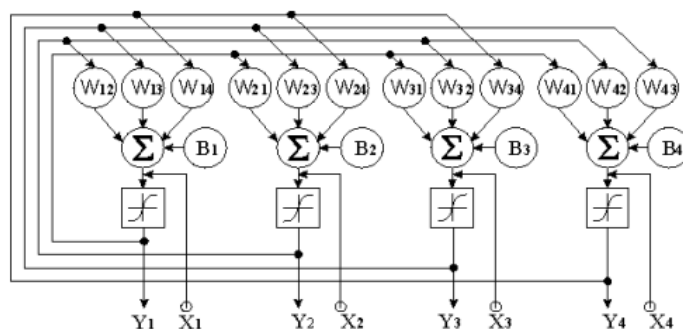 W12 W13 W14 W21 W23 W24 W31 W32 W34 W41 W42 W43
Σ B1 Σ B2 Σ B3 Σ B4
Y1 X1 Y2 X2 Y3 X3 Y4 X4